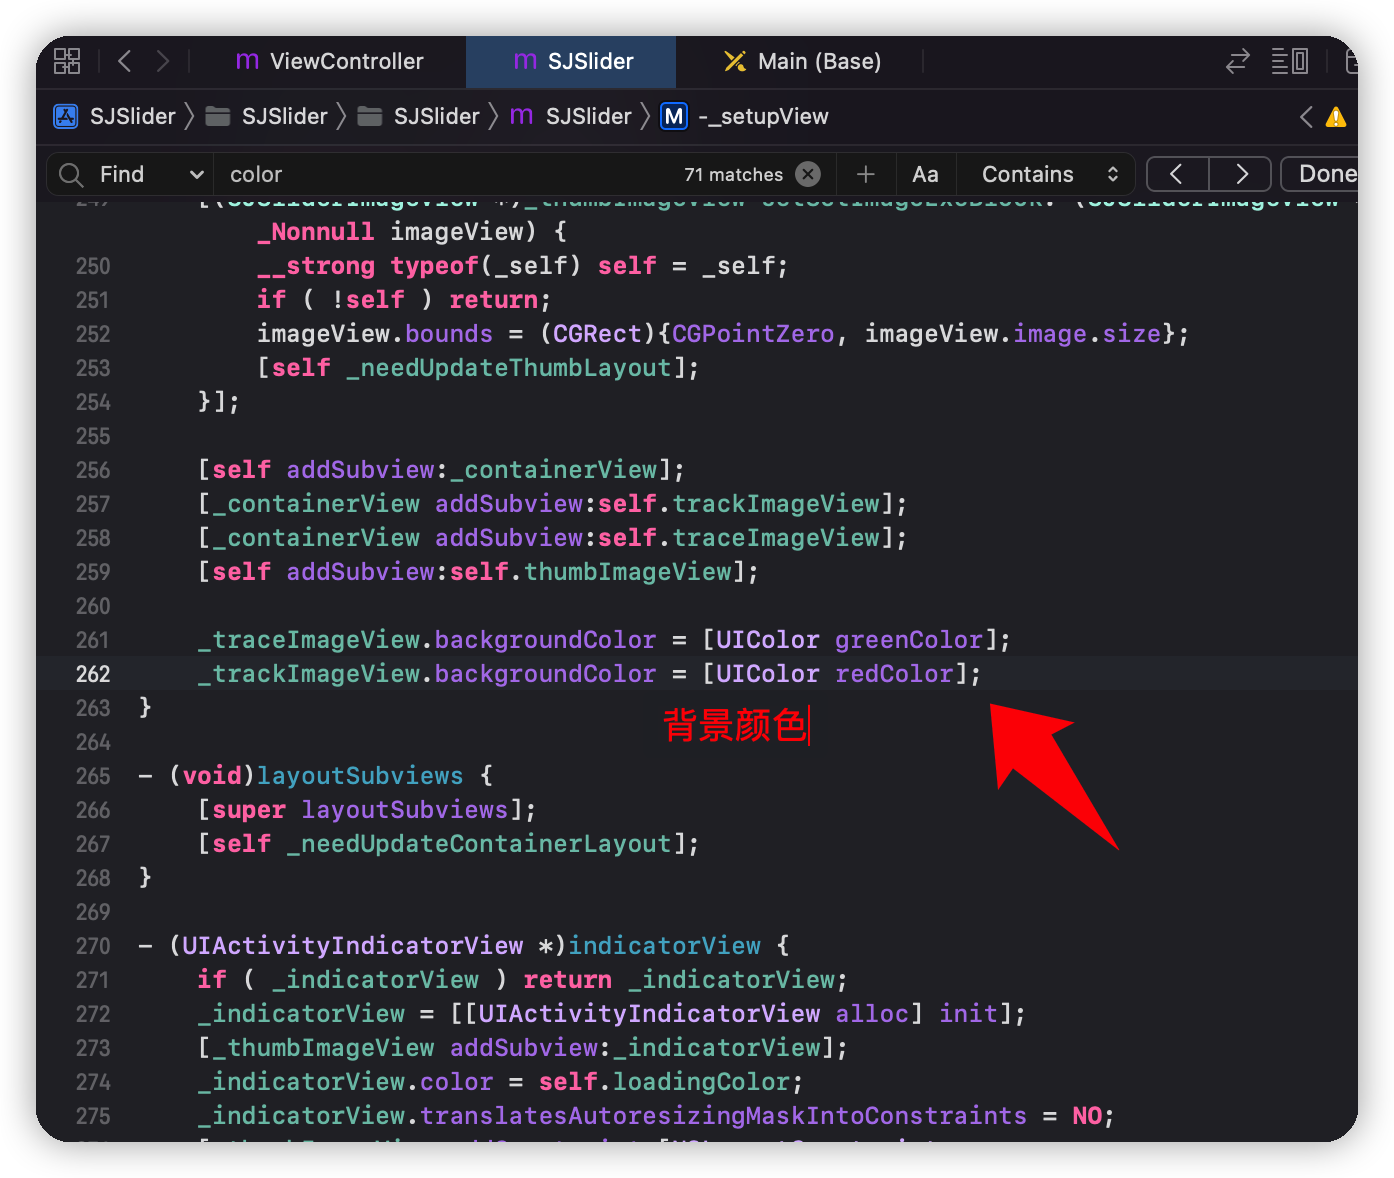 ViewController
SJSlider
Main (Base)
SJSlider
SJSlider
SJSlider
SJSlider
M -_setupView
Find
color
71 matches
Aa
Contains
Done
_Nonnull imageView) {
250 __strong typeof(_self) self = _self;
251 if ( !self ) return;
252 imageView.bounds = (CGRect){CGPointZero, imageView.image.size};
253 [self _needUpdateThumbLayout];
254 }];
255
256 [self addSubview:_containerView];
257 [_containerView addSubview:self.trackImageView];
258 [_containerView addSubview:self.traceImageView];
259 [self addSubview:self.thumbImageView];
260
261 _traceImageView.backgroundColor = [UIColor greenColor];
262 _trackImageView.backgroundColor = [UIColor redColor];
263 }
背景颜色
264
265 - (void)layoutSubviews {
266 [super layoutSubviews];
267 [self _needUpdateContainerLayout];
268 }
269
270 - (UIActivityIndicatorView *)indicatorView {
271 if ( _indicatorView ) return _indicatorView;
272 _indicatorView = [[UIActivityIndicatorView alloc] init];
273 [_thumbImageView addSubview:_indicatorView];
274 _indicatorView.color = self.loadingColor;
275 _indicatorView.translatesAutoresizingMaskIntoConstraints = NO;